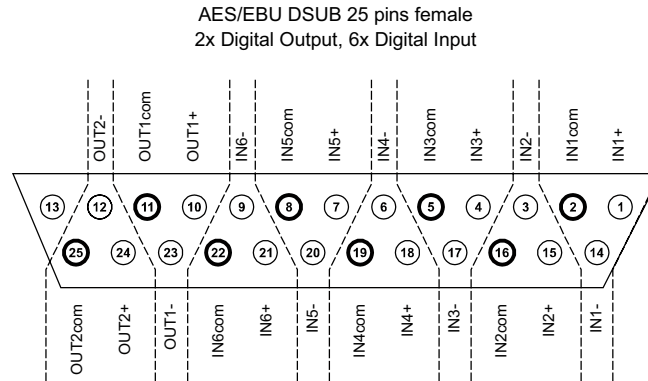 AES/EBU DSUB 25 pins female
2x Digital Output, 6x Digital Input
OUT2-
OUT1com
OUT1+
IN6-
IN5com
IN5+
IN4-
IN3com
IN3+
IN2-
IN1com
IN1+
13
12
11
10
9
8
7
6
5
4
3
2
1
25
24
23
22
21
20
19
18
17
16
15
14
OUT2com
OUT2+
OUT1-
IN6com
IN6+
IN5-
IN4com
IN4+
IN3-
IN2com
IN2+
IN1-